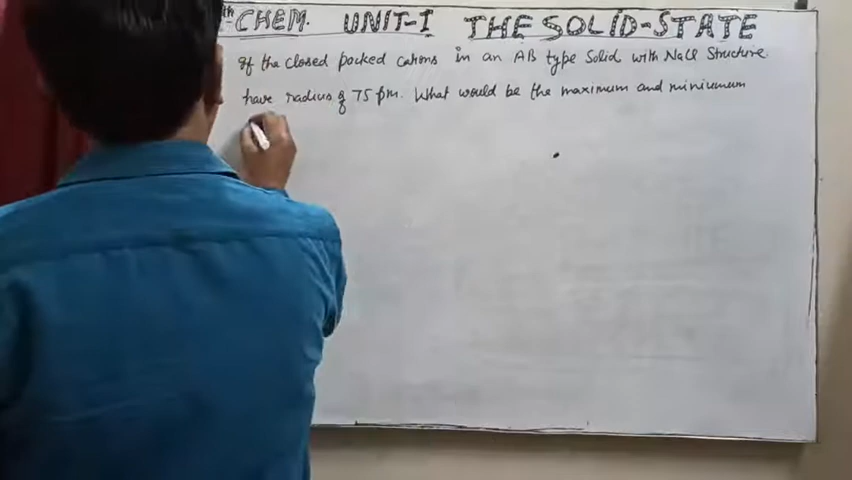 th CHEM. UNIT-I THE SOLID-STATE
If the closed packed cations in an AB type Solid with NaCl Structure
have radius of 75 pm. What would be the maximum and minimum